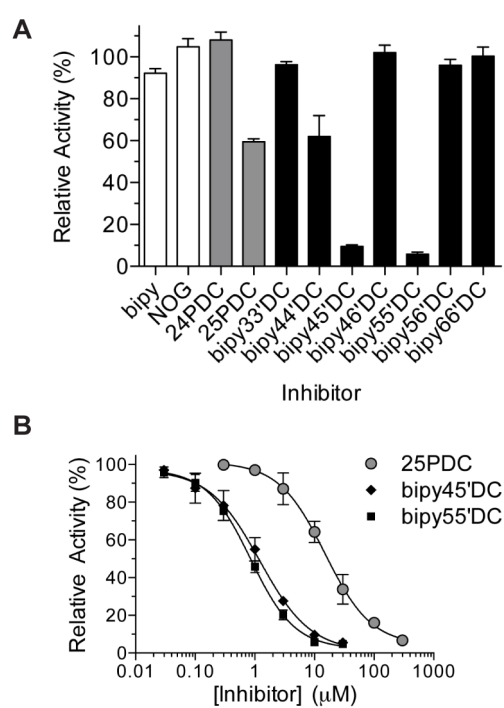 A
Relative Activity (%)
100
80
60
40
20
0
bipy
NOG
24PDC
25PDC
bipy33'DC
bipy44'DC
bipy45'DC
bipy46'DC
bipy55'DC
bipy56'DC
bipy66'DC
Inhibitor
B
Relative Activity (%)
100
80
60
40
20
0
0.01
0.10
1
10
100
1000
[Inhibitor] (μM)
25PDC
bipy45'DC
bipy55'DC